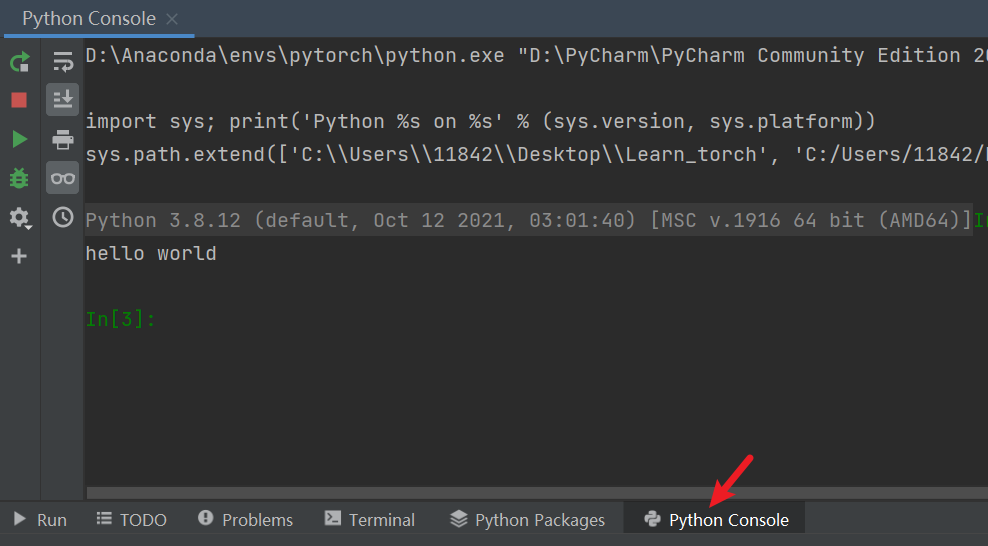 Python Console
D:\Anaconda\envs\pytorch\python.exe "D:\PyCharm\PyCharm Community Edition
import sys; print('Python %s on %s' % (sys.version, sys.platform))
sys.path.extend(['C:\\Users\\11842\\Desktop\\Learn_torch', 'C:/Users/11842/
Python 3.8.12 (default, Oct 12 2021, 03:01:40) [MSC v.1916 64 bit (AMD64)]
hello world
In[3]:
Run TODO Problems Terminal Python Packages Python Console